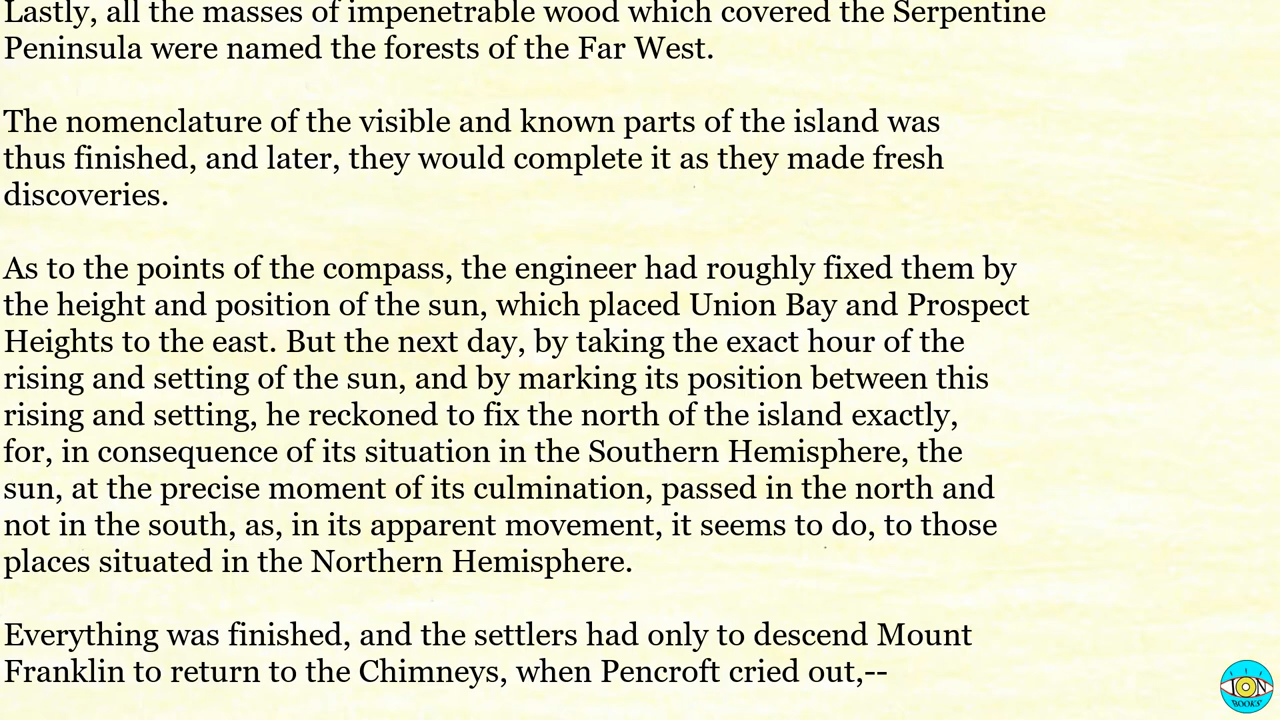 Lastly, all the masses of impenetrable wood which covered the Serpentine
Peninsula were named the forests of the Far West.
The nomenclature of the visible and known parts of the island was
thus finished, and later, they would complete it as they made fresh
discoveries.
As to the points of the compass, the engineer had roughly fixed them by
the height and position of the sun, which placed Union Bay and Prospect
Heights to the east. But the next day, by taking the exact hour of the
rising and setting of the sun, and by marking its position between this
rising and setting, he reckoned to fix the north of the island exactly,
for, in consequence of its situation in the Southern Hemisphere, the
sun, at the precise moment of its culmination, passed in the north and
not in the south, as, in its apparent movement, it seems to do, to those
places situated in the Northern Hemisphere.
Everything was finished, and the settlers had only to descend Mount
Franklin to return to the Chimneys, when Pencroft cried out,--
ION
BOOKS